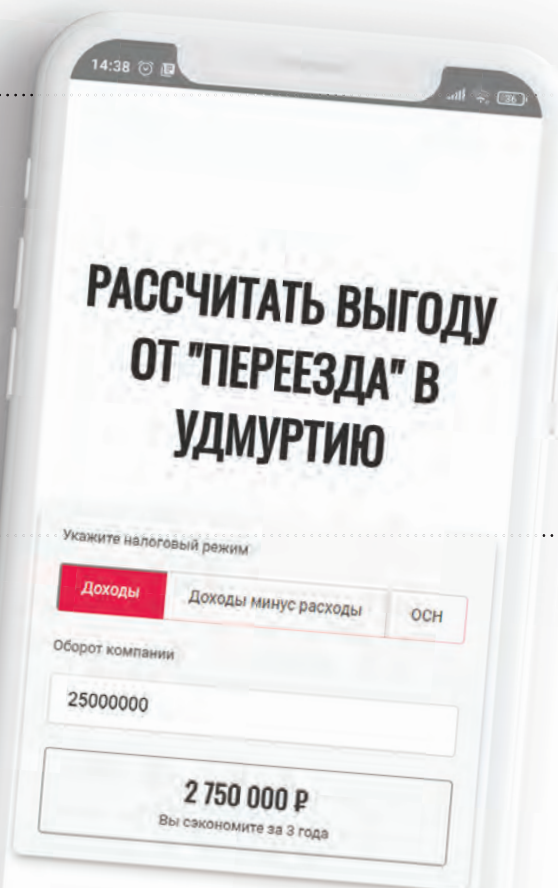 14:38
36
РАССЧИТАТЬ ВЫГОДУ
ОТ "ПЕРЕЕЗДА" В
УДМУРТИЮ
Укажите налоговый режим
Доходы
Доходы минус расходы
ОСН
Оборот компании
25000000
2 750 000 ₽
Вы сэкономите за 3 года